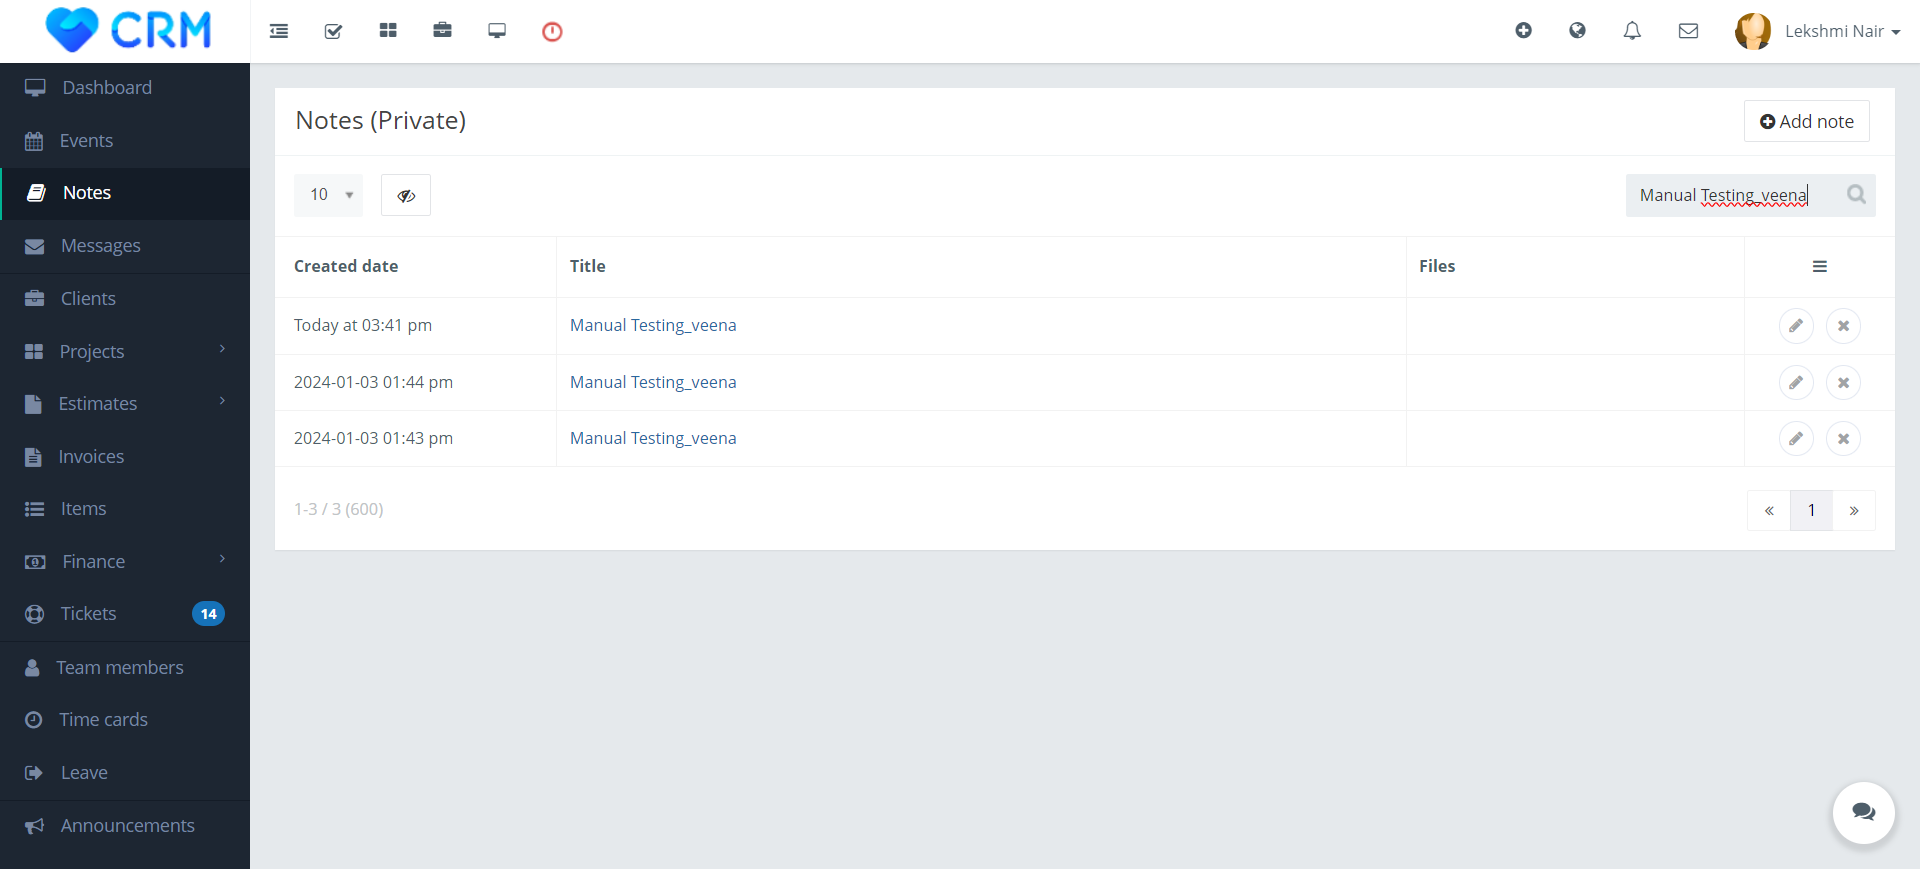 CRM
Lekshmi Nair
Dashboard
Events
Notes
Messages
Clients
Projects
Estimates
Invoices
Items
Finance
Tickets 14
Team members
Time cards
Leave
Announcements
Notes (Private)
Add note
10
Manual Testing_veena
Created date Title Files
Today at 03:41 pm Manual Testing_veena
2024-01-03 01:44 pm Manual Testing_veena
2024-01-03 01:43 pm Manual Testing_veena
1-3 / 3 (600)
« 1 »